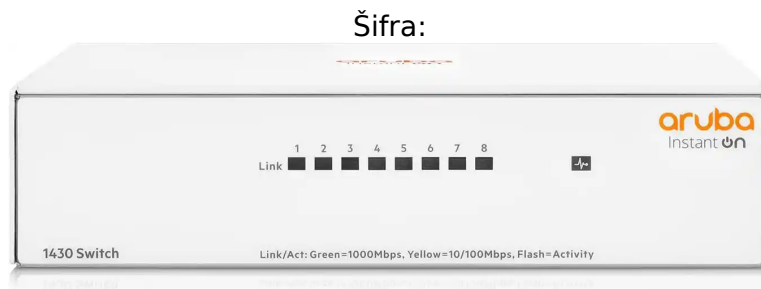 Šifra:
aruba
Instant ON
1 2 3 4 5 6 7 8
Link
1430 Switch
Link/Act: Green=1000Mbps, Yellow=10/100Mbps, Flash=Activity